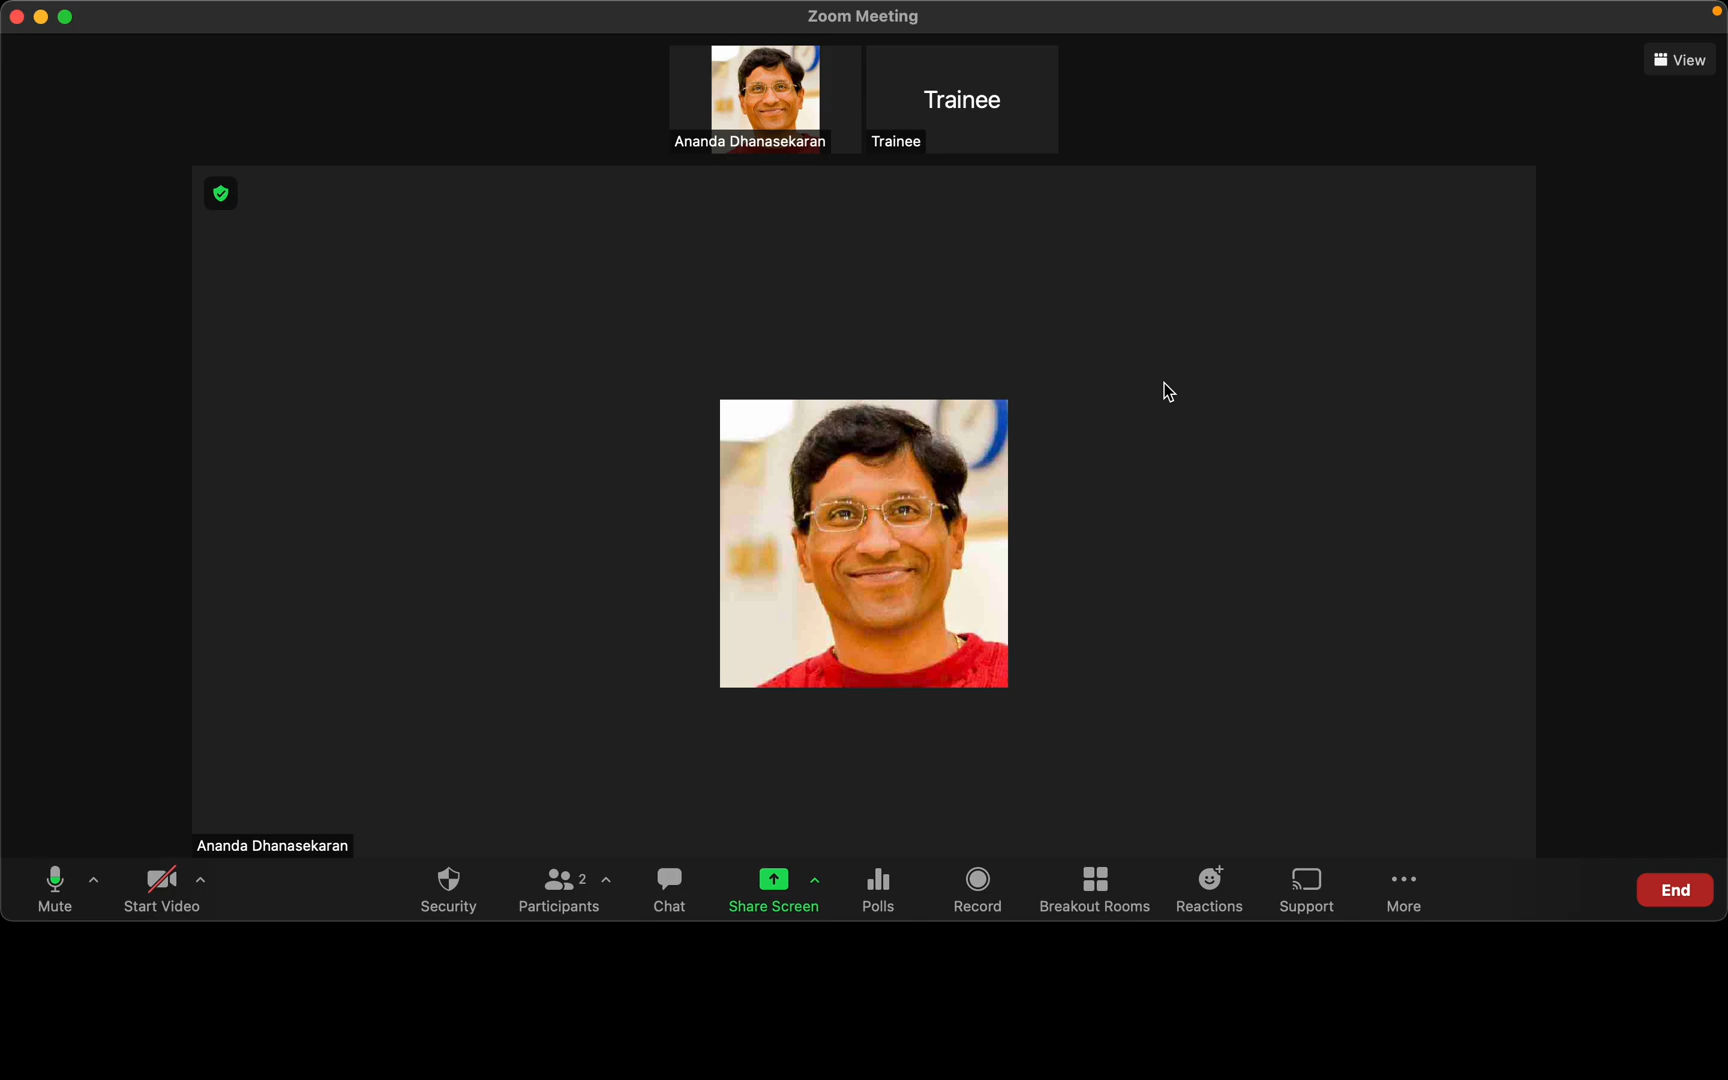 Zoom Meeting
View
Trainee
Ananda Dhanasekaran
Trainee
Ananda Dhanasekaran
Mute
Start Video
Security
2
Participants
Chat
Share Screen
Polls
Record
Breakout Rooms
Reactions
Support
More
End